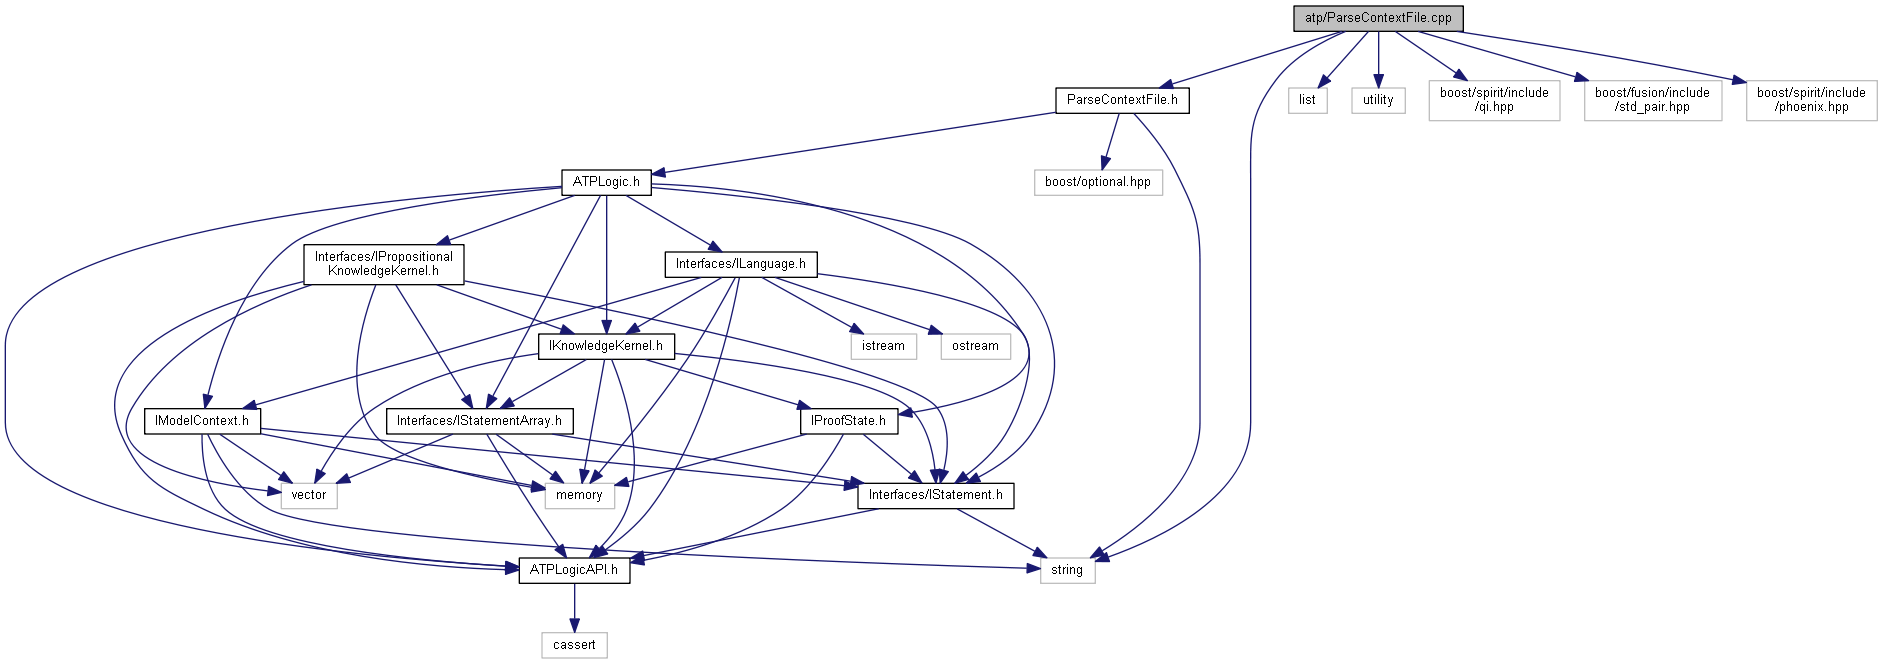 atp/ParseContextFile.cpp
ParseContextFile.h
list
utility
boost/spirit/include
/qi.hpp
boost/fusion/include
/std_pair.hpp
boost/spirit/include
/phoenix.hpp
ATPLogic.h
boost/optional.hpp
Interfaces/IPropositional
KnowledgeKernel.h
Interfaces/ILanguage.h
IKnowledgeKernel.h
istream
ostream
IModelContext.h
Interfaces/IStatementArray.h
IProofState.h
vector
memory
Interfaces/IStatement.h
ATPLogicAPI.h
string
cassert